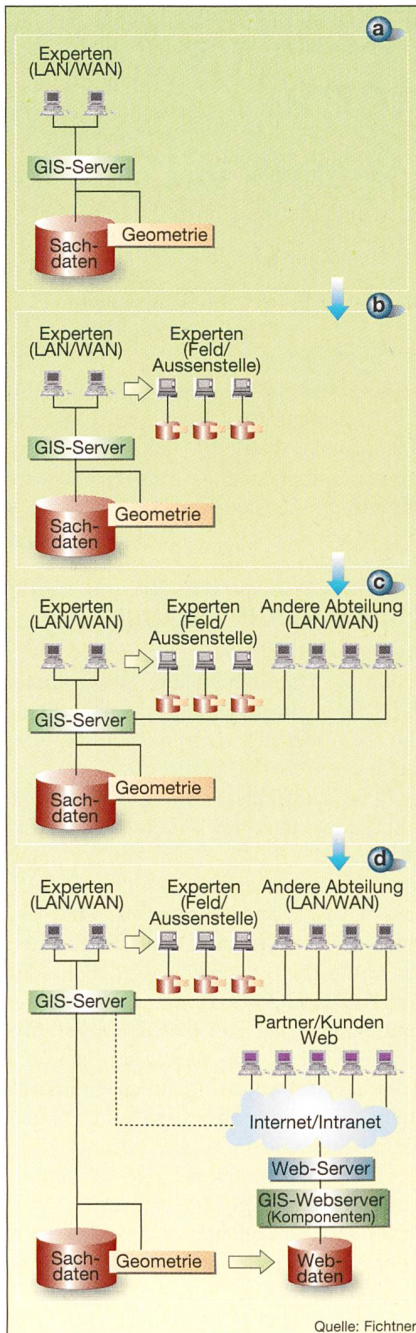 a
Experten
(LAN/WAN)
GIS-Server
Sach-
daten
Geometrie
b
Experten
(LAN/WAN)
Experten
(Feld/
Aussenstelle)
GIS-Server
Sach-
daten
Geometrie
c
Experten
(LAN/WAN)
Experten
(Feld/
Aussenstelle)
Andere Abteilung
(LAN/WAN)
GIS-Server
Sach-
daten
Geometrie
d
Experten
(LAN/WAN)
Experten
(Feld/
Aussenstelle)
Andere Abteilung
(LAN/WAN)
GIS-Server
Partner/Kunden
Web
Internet/Intranet
Web-Server
GIS-Webserver
(Komponenten)
Sach-
daten
Geometrie
Web-
daten
Quelle: Fichtner